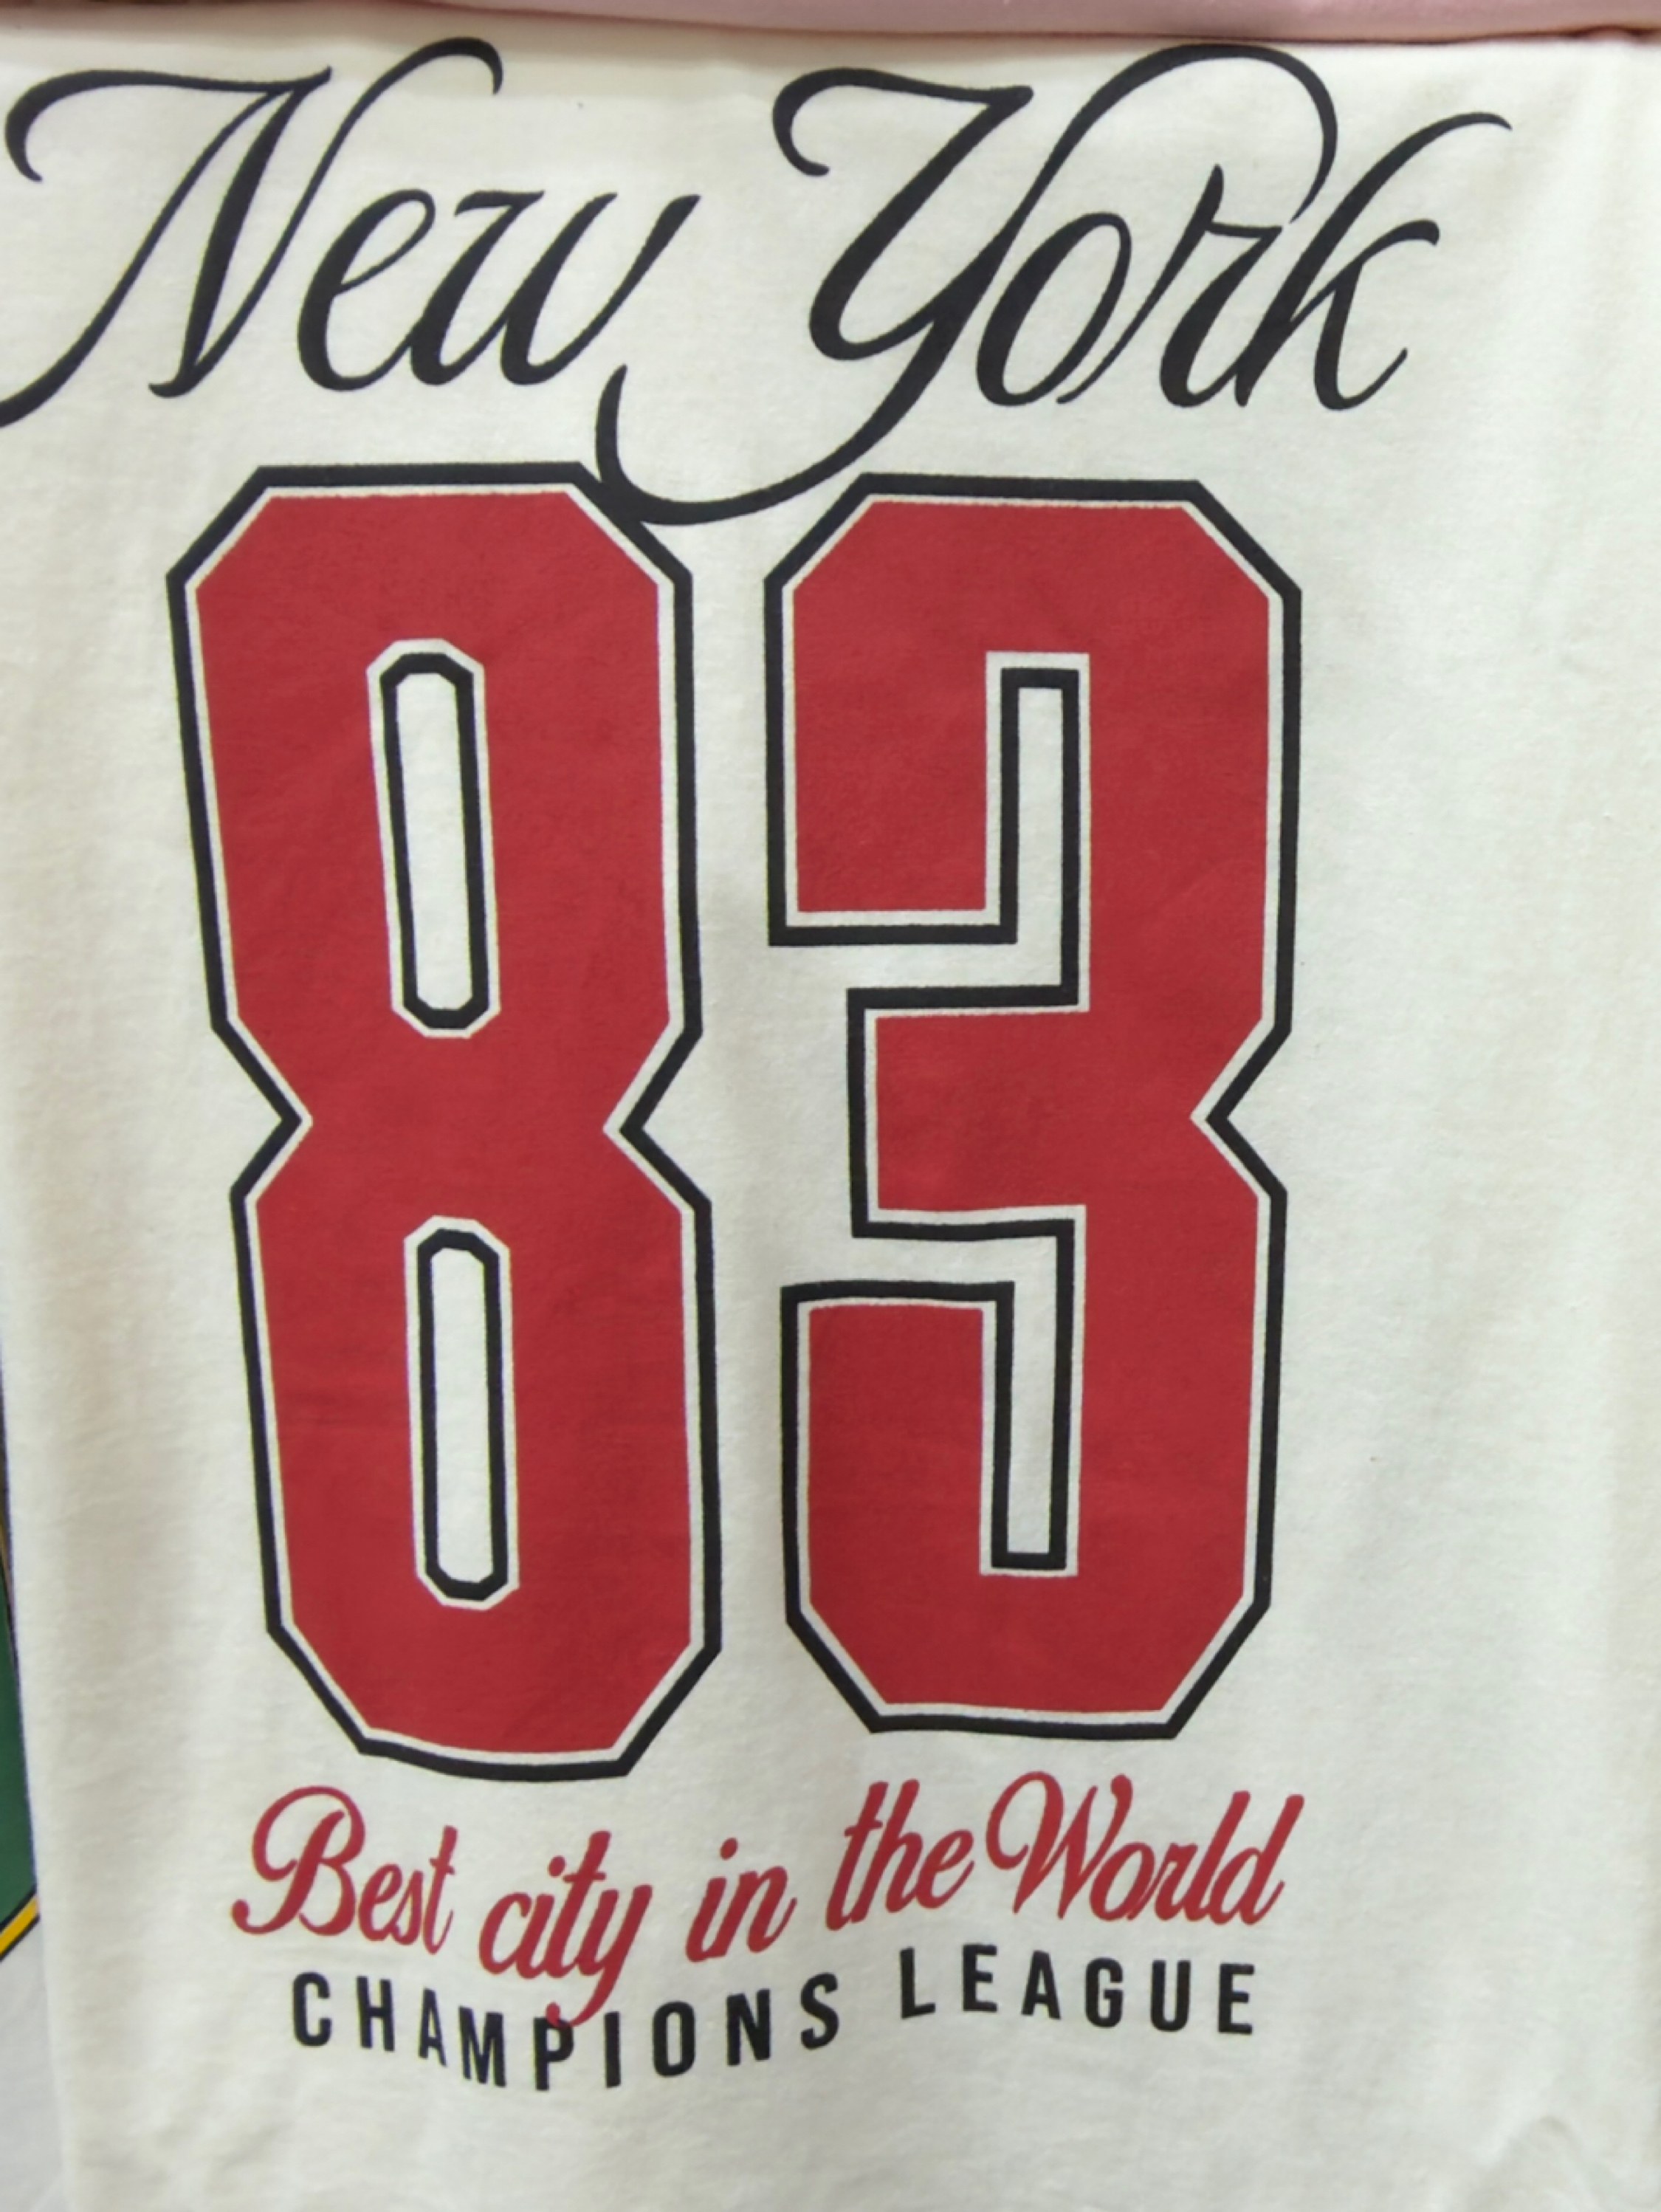 New York
83
Best city in the World
CHAMPIONS LEAGUE